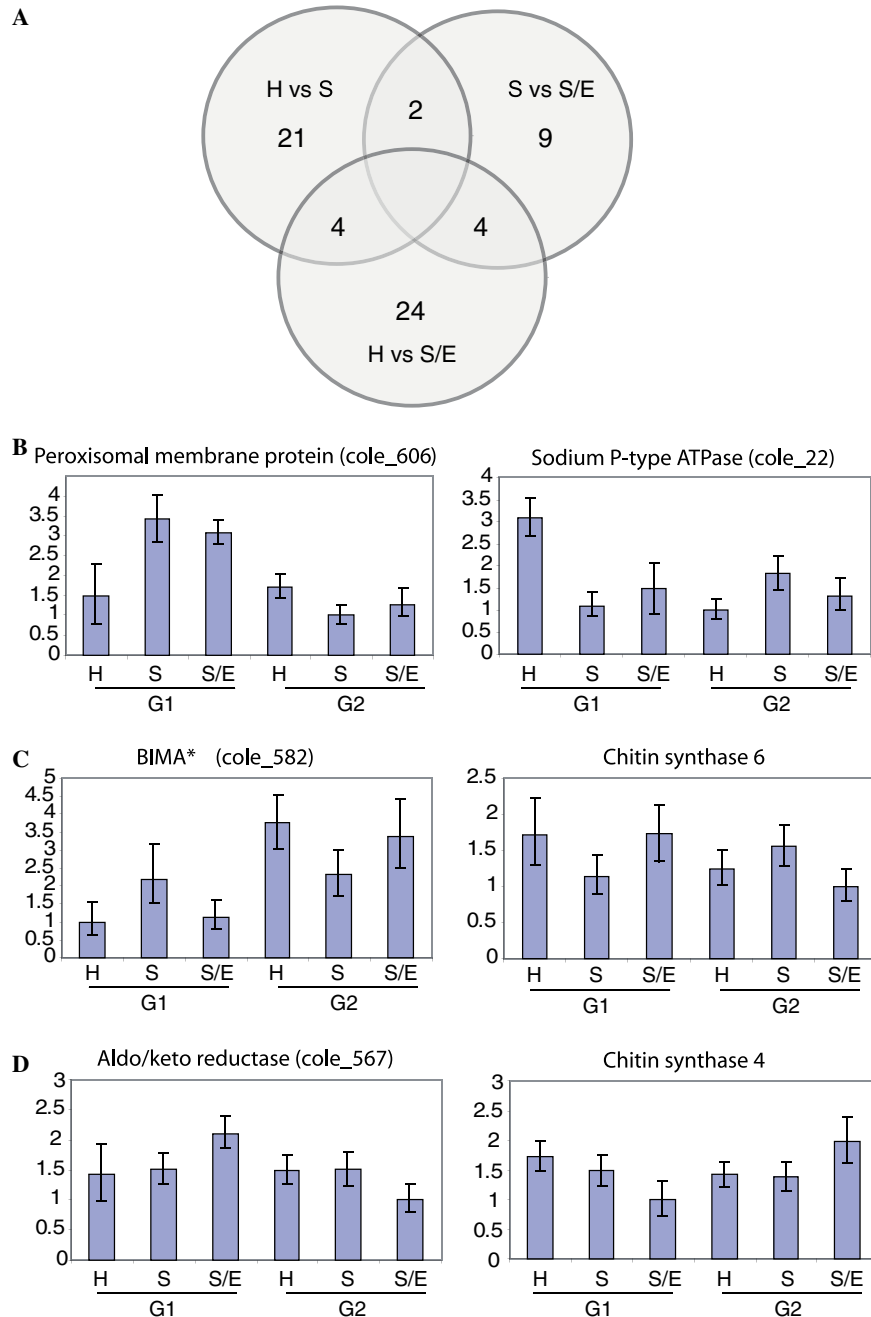 A
H vs S
S vs S/E
2
21
9
4
4
24
H vs S/E
B
Peroxisomal membrane protein (cole_606)
4
3.5
3
2.5
2
1.5
1
0.5
0
H S S/E H S S/E
G1 G2
Sodium P-type ATPase (cole_22)
4
3.5
3
2.5
2
1.5
1
0.5
0
H S S/E H S S/E
G1 G2
C
BIMA* (cole_582)
5
4.5
4
3.5
3
2.5
2
1.5
1
0.5
0
H S S/E H S S/E
G1 G2
Chitin synthase 6
2.5
2
1.5
1
0.5
0
H S S/E H S S/E
G1 G2
D
Aldo/keto reductase (cole_567)
3
2.5
2
1.5
1
0.5
0
H S S/E H S S/E
G1 G2
Chitin synthase 4
3
2.5
2
1.5
1
0.5
0
H S S/E H S S/E
G1 G2